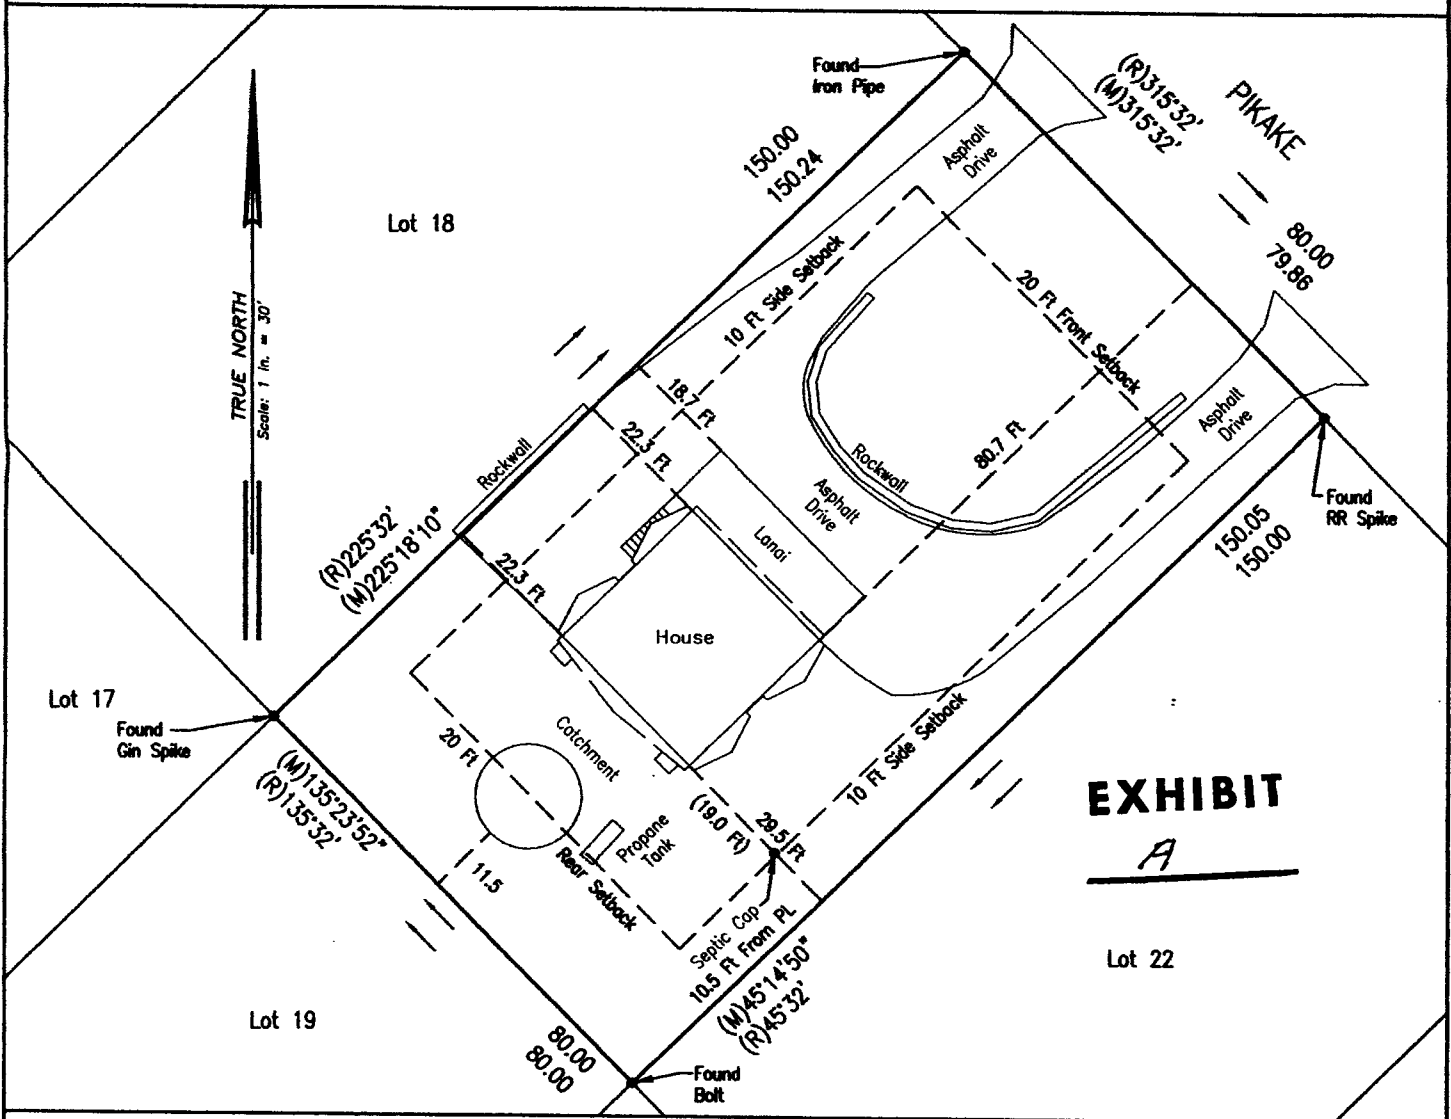 Found
Iron Pipe
(R)315°32'
(M)315°32'
PIKAKE
80.00
79.86
150.00
150.24
Asphalt
Drive
Lot 18
TRUE NORTH
Scale: 1 In. = 30'
10 Ft Side Setback
20 Ft Front Setback
18.7 Ft
22.3 Ft
80.7 Ft
Asphalt
Drive
Rockwall
Rockwall
Asphalt
Drive
Lanai
Found
RR Spike
150.05
150.00
(R)225°32'
(M)225°18'10"
22.3 Ft
House
Lot 17
Found
Gin Spike
(M)135°23'52"
(R)135°32'
20 Ft
Catchment
10 Ft Side Setback
(19.0 Ft)
29.5 Ft
Propane
Tank
Rear Setback
11.5
EXHIBIT
A
Septic Cap
10.5 Ft From PL
(M)45°14'50"
(R)45°32'
Lot 22
Lot 19
80.00
80.00
Found
Bolt